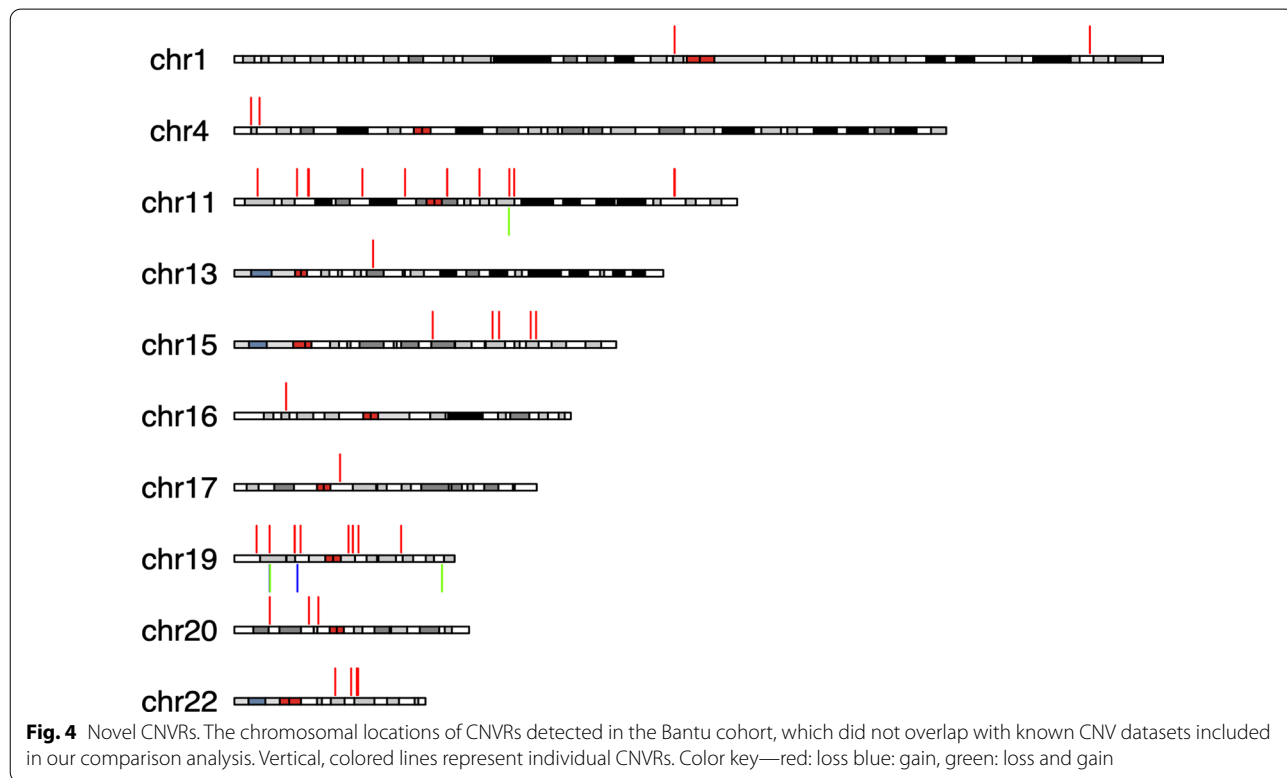 chr1
chr4
chr11
chr13
chr15
chr16
chr17
chr19
chr20
chr22
Fig. 4 Novel CNVRs. The chromosomal locations of CNVRs detected in the Bantu cohort, which did not overlap with known CNV datasets included
in our comparison analysis. Vertical, colored lines represent individual CNVRs. Color key—red: loss blue: gain, green: loss and gain